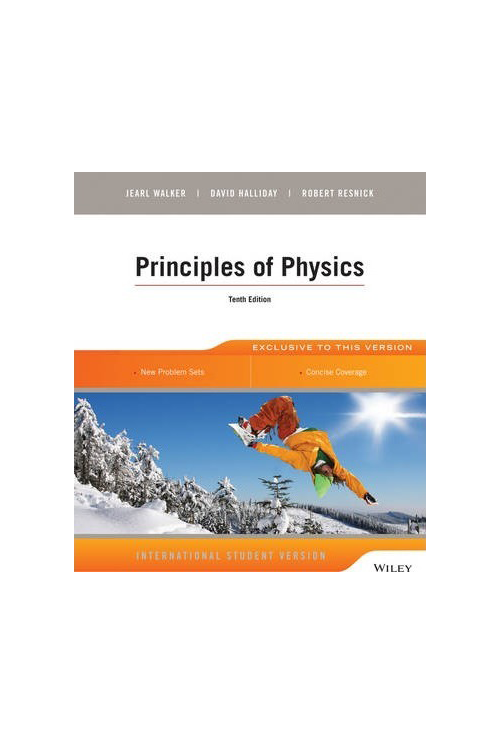 JEARL WALKER | DAVID HALLIDAY | ROBERT RESNICK
Principles of Physics
Tenth Edition
EXCLUSIVE TO THIS VERSION
• New Problem Sets • Concise Coverage
INTERNATIONAL STUDENT VERSION
WILEY